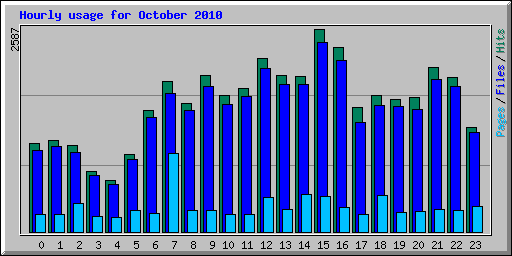 Hourly usage for October 2010
2587
Pages / Files / Hits
0 1 2 3 4 5 6 7 8 9 10 11 12 13 14 15 16 17 18 19 20 21 22 23